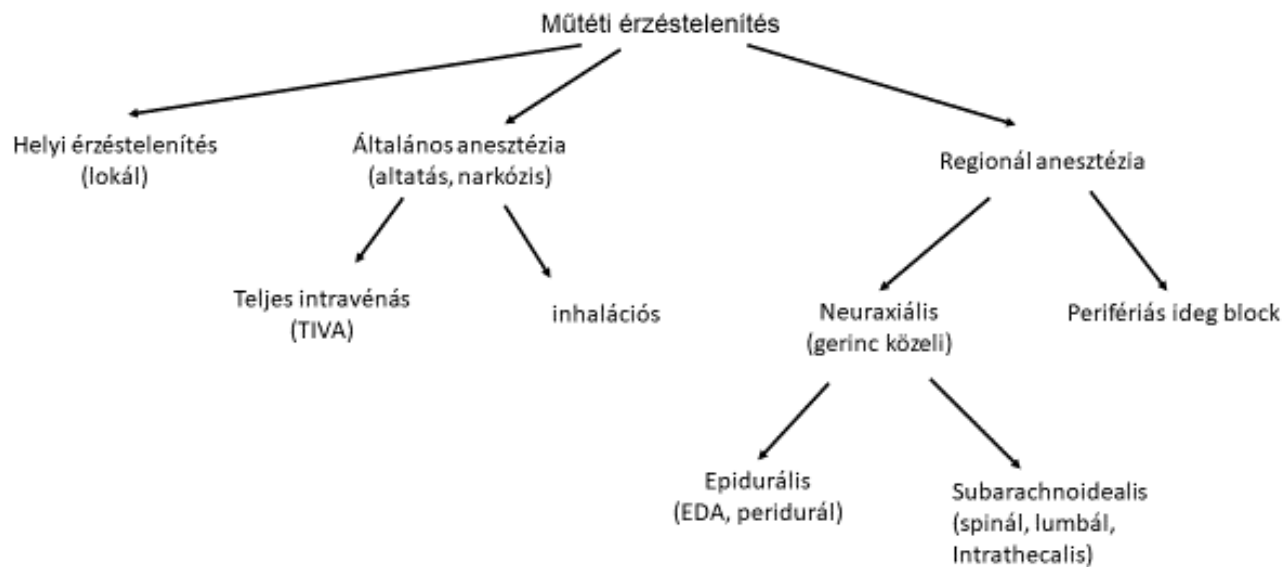 Műtéti érzéstelenítés
Helyi érzéstelenítés
(lokál)
Általános anesztézia
(altatás, narkózis)
Regionál anesztézia
Teljes intravénás
(TIVA)
inhalációs
Neuraxiális
(gerinc közeli)
Perifériás ideg block
Epidurális
(EDA, peridurál)
Subarachnoidealis
(spinál, lumbál,
Intrathecalis)